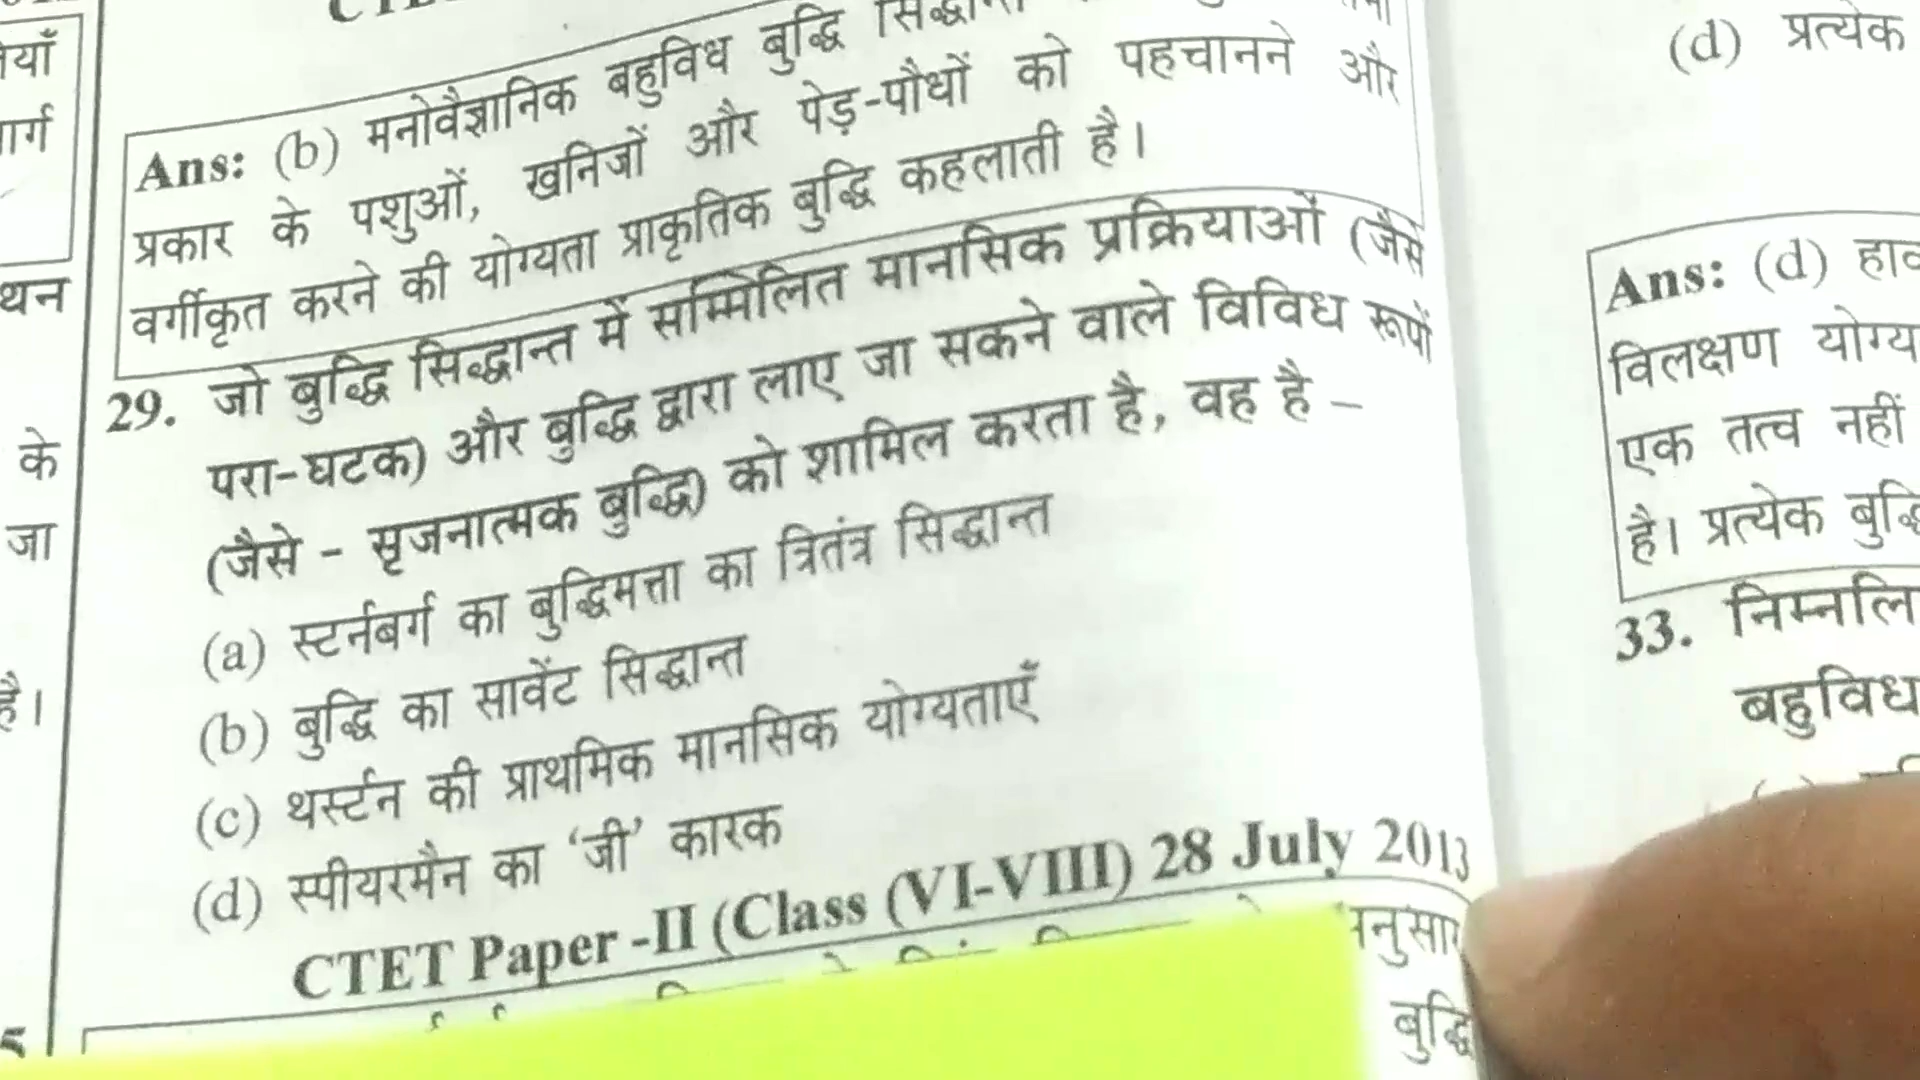 Ans: (b) मनोवैज्ञानिक बहुविध बुद्धि
प्रकार के पशुओं, खनिजों और पेड़-पौधों को पहचानने और
वर्गीकृत करने की योग्यता प्राकृतिक बुद्धि कहलाती है।
29. जो बुद्धि सिद्धान्त में सम्मिलित मानसिक प्रक्रियाओं (जैसे
परा-घटक) और बुद्धि द्वारा लाए जा सकने वाले विविध रूपों
(जैसे - सृजनात्मक बुद्धि) को शामिल करता है, वह है –
(a) स्टर्नबर्ग का बुद्धिमत्ता का त्रितंत्र सिद्धान्त
(b) बुद्धि का सावेंट सिद्धान्त
(c) थर्स्टन की प्राथमिक मानसिक योग्यताएँ
(d) स्पीयरमैन का 'जी' कारक
CTET Paper -II (Class (VI-VIII) 28 July 2013
बुद्धि
थन
के
जा
है।
(d) प्रत्येक
Ans: (d)
विलक्षण
एक तत्व नहीं
है। प्रत्येक
33.
बहुविध